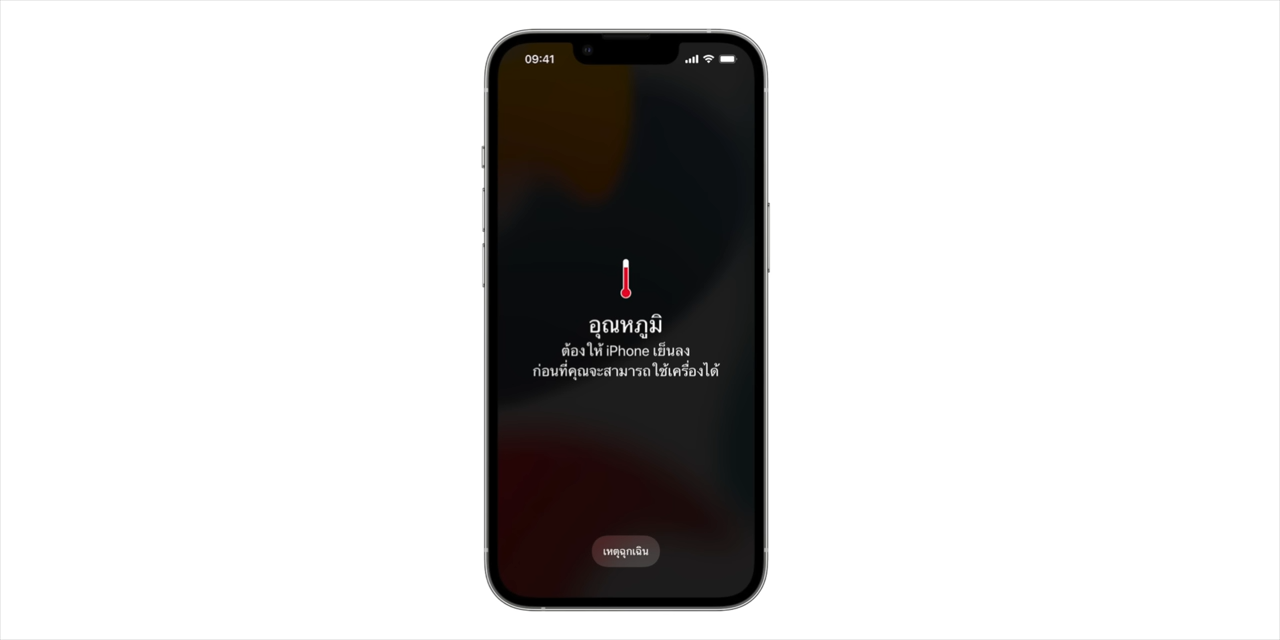 09:41
อุณหภูมิ
ต้องให้ iPhone เย็นลง
ก่อนที่คุณจะสามารถใช้เครื่องได้
เหตุฉุกเฉิน